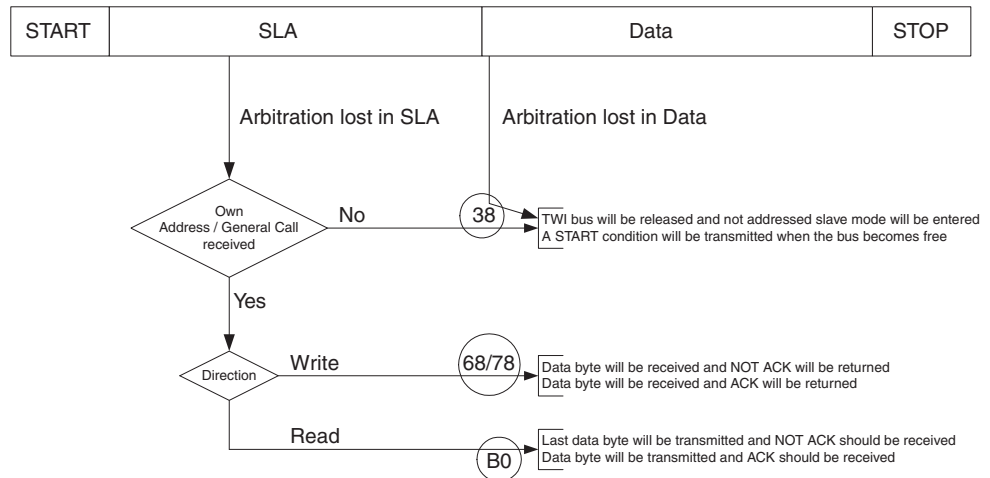 START SLA Data STOP
Arbitration lost in SLA Arbitration lost in Data
Own
Address / General Call
received
No
38
TWI bus will be released and not addressed slave mode will be entered
A START condition will be transmitted when the bus becomes free
Yes
Direction
Write
68/78
Data byte will be received and NOT ACK will be returned
Data byte will be received and ACK will be returned
Read
B0
Last data byte will be transmitted and NOT ACK should be received
Data byte will be transmitted and ACK should be received